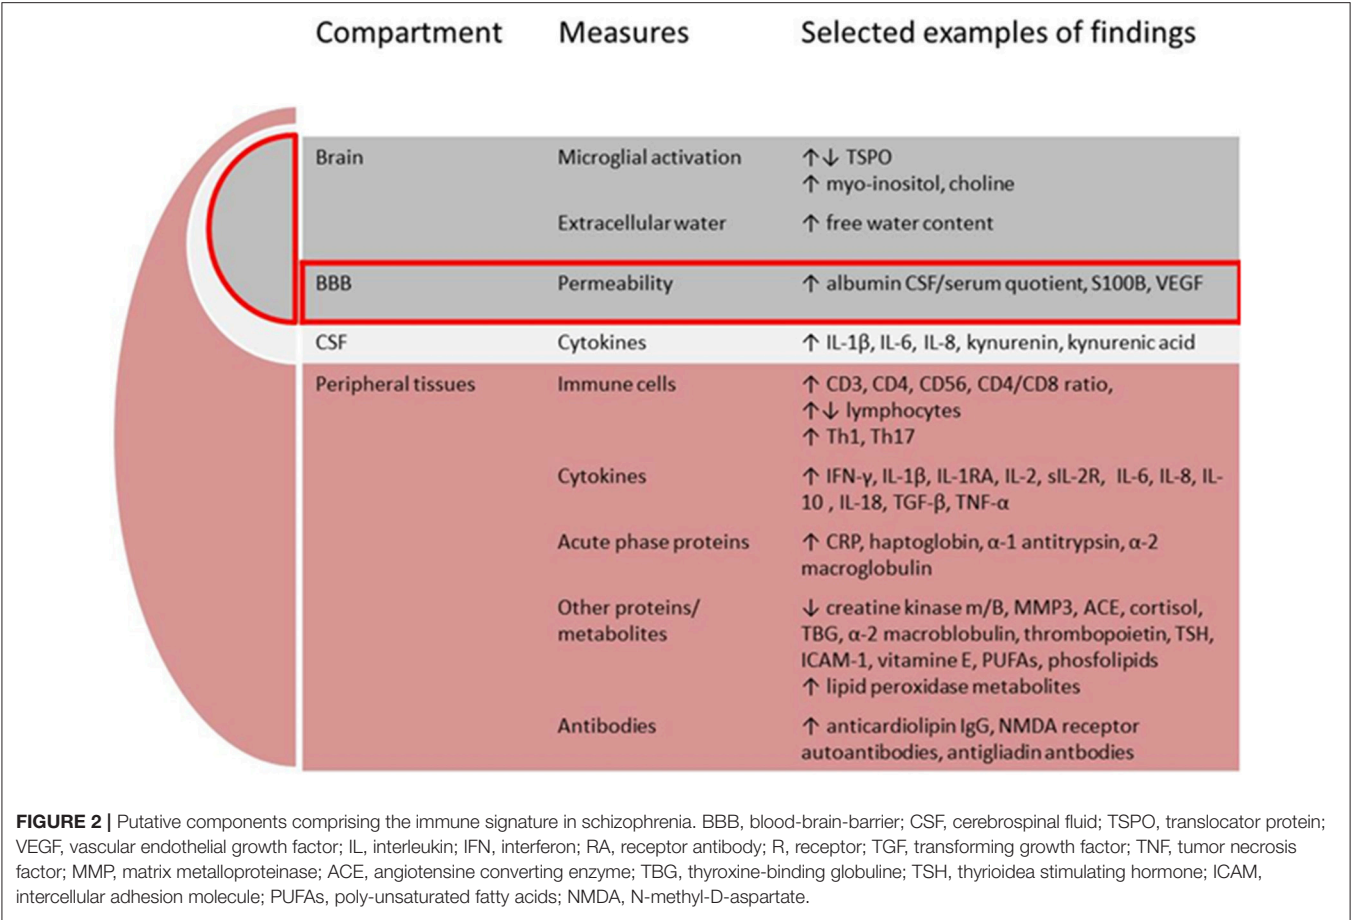 Compartment Measures Selected examples of findings
Brain Microglial activation ↑↓ TSPO
↑ myo-inositol, choline
Extracellular water ↑ free water content
BBB Permeability ↑ albumin CSF/serum quotient, S100B, VEGF
CSF Cytokines ↑ IL-1β, IL-6, IL-8, kynurenin, kynurenic acid
Peripheral tissues Immune cells ↑ CD3, CD4, CD56, CD4/CD8 ratio,
↑↓ lymphocytes
↑ Th1, Th17
Cytokines ↑ IFN-γ, IL-1β, IL-1RA, IL-2, sIL-2R, IL-6, IL-8, IL-
10 , IL-18, TGF-β, TNF-α
Acute phase proteins ↑ CRP, haptoglobin, α-1 antitrypsin, α-2
macroglobulin
Other proteins/ ↓ creatine kinase m/B, MMP3, ACE, cortisol,
metabolites TBG, α-2 macroblobulin, thrombopoietin, TSH,
ICAM-1, vitamine E, PUFAs, phosfolipids
↑ lipid peroxidase metabolites
Antibodies ↑ anticardiolipin IgG, NMDA receptor
autoantibodies, antigliadin antbodies
FIGURE 2 | Putative components comprising the immune signature in schizophrenia. BBB, blood-brain-barrier; CSF, cerebrospinal fluid; TSPO, translocator protein;
VEGF, vascular endothelial growth factor; IL, interleukin; IFN, interferon; RA, receptor antibody; R, receptor; TGF, transforming growth factor; TNF, tumor necrosis
factor; MMP, matrix metalloproteinase; ACE, angiotensine converting enzyme; TBG, thyroxine-binding globuline; TSH, thyrioidea stimulating hormone; ICAM,
intercellular adhesion molecule; PUFAs, poly-unsaturated fatty acids; NMDA, N-methyl-D-aspartate.